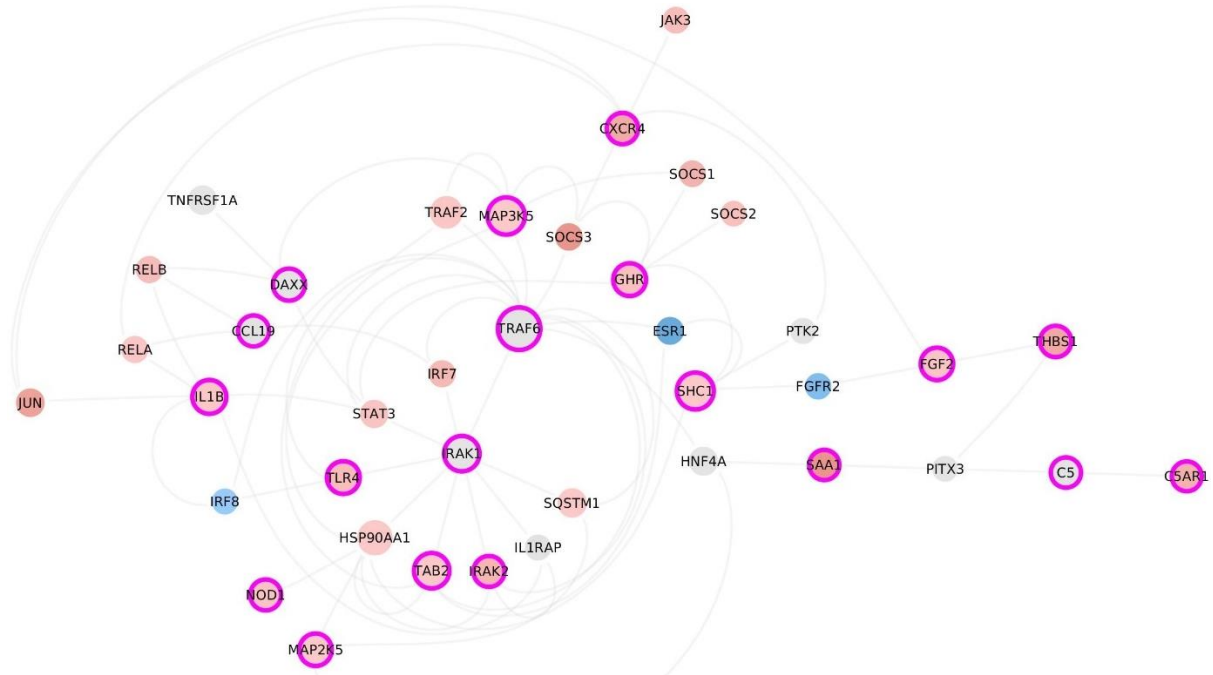 JAK3
CXCR4
SOCS1
TNFRSF1A
TRAF2
MAP3K5
SOCS2
SOCS3
RELB
DAXX
GHR
CCL19
TRAF6
ESR1
PTK2
THBS1
RELA
FGF2
IRF7
FGFR2
JUN
IL1B
SHC1
STAT3
IRAK1
HNF4A
SAA1
PITX3
C5
C5AR1
TLR4
IRF8
SQSTM1
HSP90AA1
IL1RAP
TAB2
IRAK2
NOD1
MAP2K5